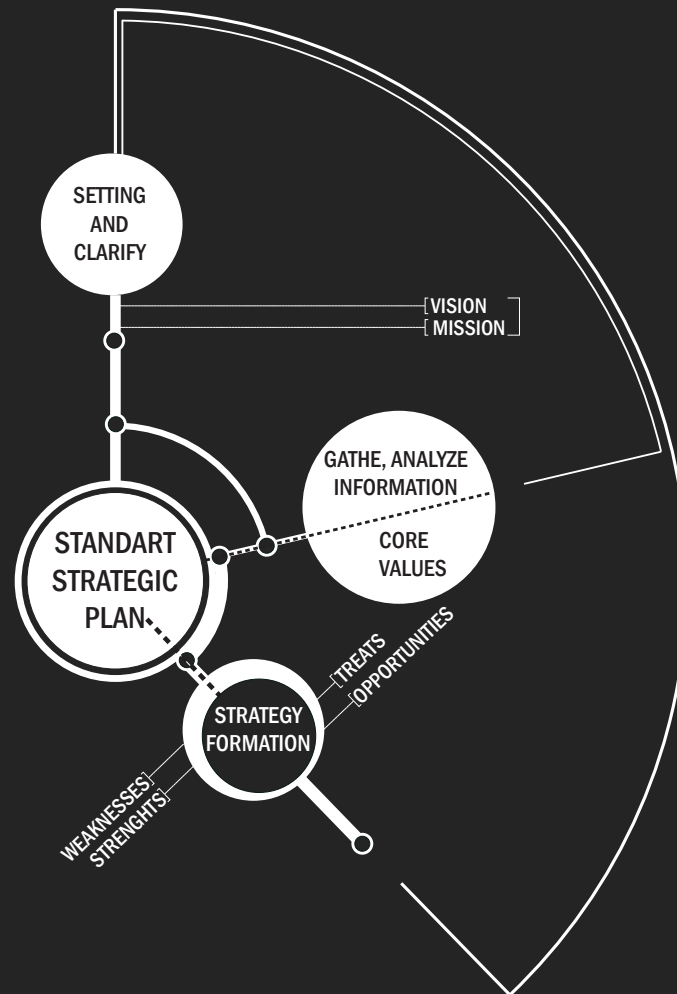 SETTING
AND
CLARIFY
VISION
MISSION
GATHE, ANALYZE
INFORMATION
CORE
VALUES
STANDART
STRATEGIC
PLAN
TREATS
OPPORTUNITIES
STRATEGY
FORMATION
WEAKNESSES
STRENGHTS